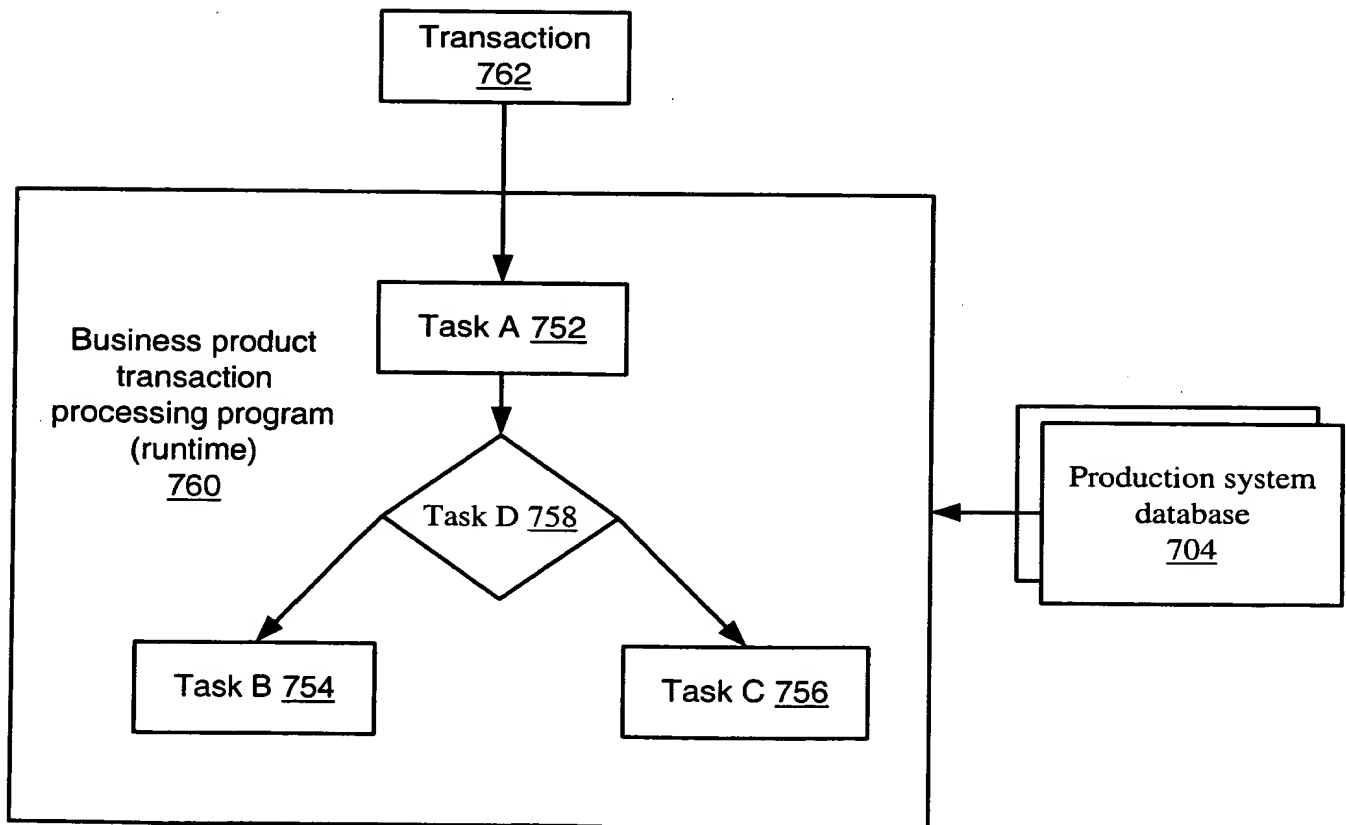 Transaction
762
Task A 752
Business product
transaction
processing program
(runtime)
760
Task D 758
Production system
database
704
Task B 754
Task C 756